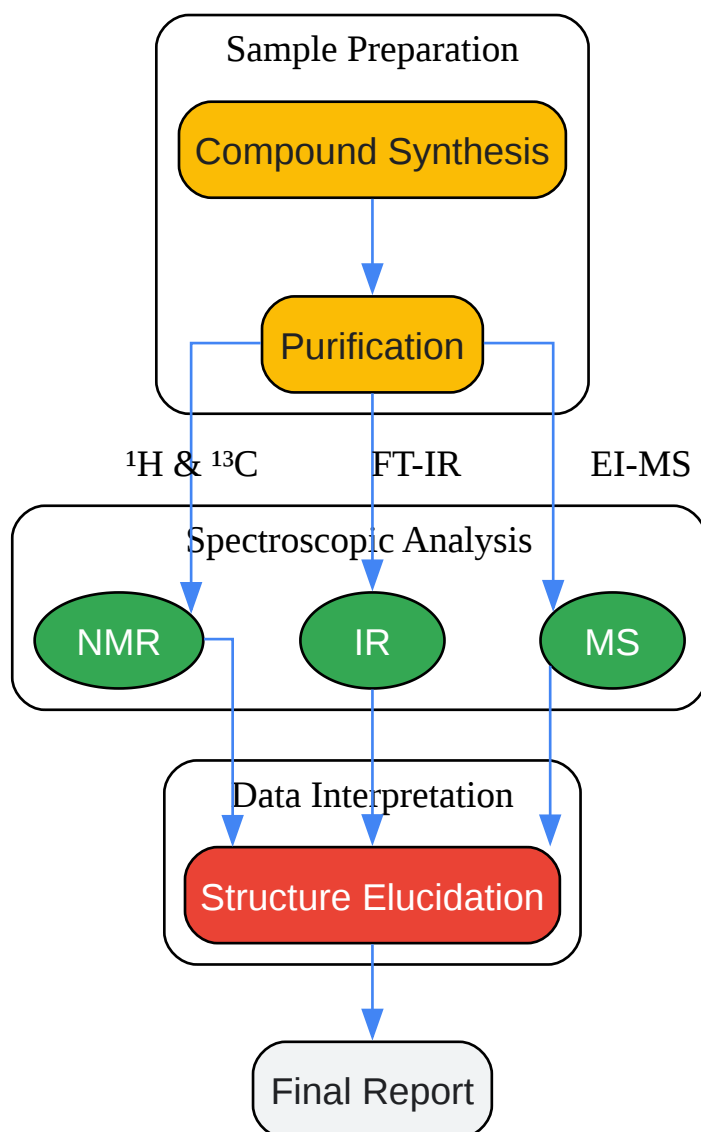 Sample Preparation
Compound Synthesis
Purification
¹H & ¹³C FT-IR EI-MS
Spectroscopic Analysis
NMR IR MS
Data Interpretation
Structure Elucidation
Final Report